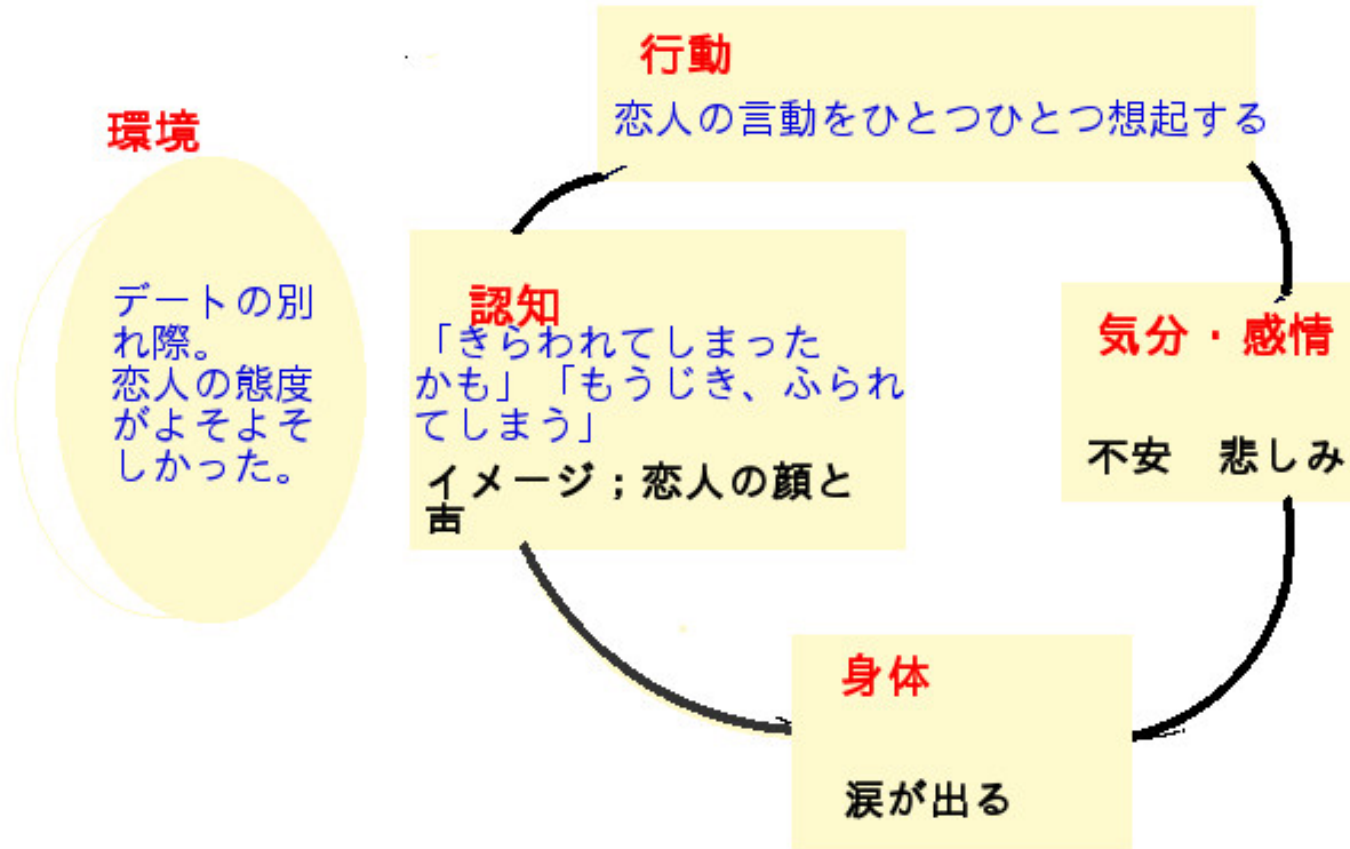 行動
恋人の言動をひとつひとつ想起する
環境
デートの別
れ際。
恋人の態度
がよそよそ
しかった。
認知
「きらわれてしまった
かも」「もうじき、ふられ
てしまう」
イメージ；恋人の顔と
声
気分・感情
不安　悲しみ
身体
涙が出る